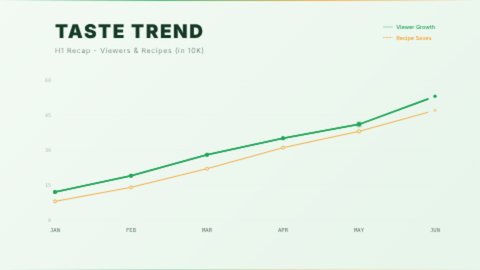 TASTE TREND
H1 Recap - Viewers & Recipes (in 10K)
Viewer Growth
Recipe Saves
60
45
30
15
0
JAN FEB MAR APR MAY JUN